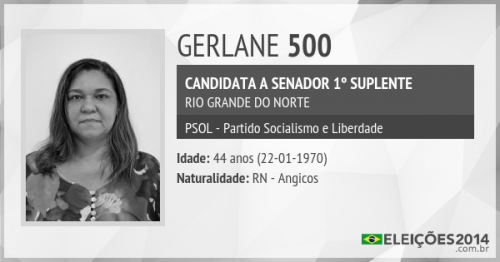 GERLANE 500
CANDIDATA A SENADOR 1º SUPLENTE
RIO GRANDE DO NORTE
PSOL - Partido Socialismo e Liberdade
Idade: 44 anos (22-01-1970)
Naturalidade: RN - Angicos
ELEIÇÕES2014
.com.br